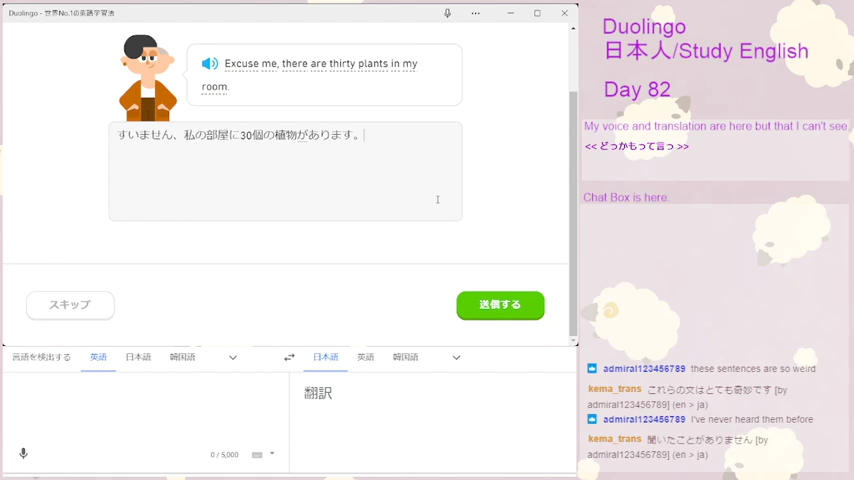 Duolingo - 世界No.1の英語学習法
Excuse me, there are thirty plants in my
room.
すいません、私の部屋に30個の植物があります。
スキップ
送信する
言語を検出する 英語 日本語 韓国語
日本語 英語 韓国語
翻訳
0 / 5,000
Duolingo
日本人/Study English
Day 82
My voice and translation are here but that I can't see.
<< どっかもって言っ >>
Chat Box is here.
admiral123456789 these sentences are so weird
kema_trans これらの文はとても奇妙です [by
admiral123456789] (en > ja)
admiral123456789 I've never heard them before
kema_trans 聞いたことがありません [by
admiral123456789] (en > ja)